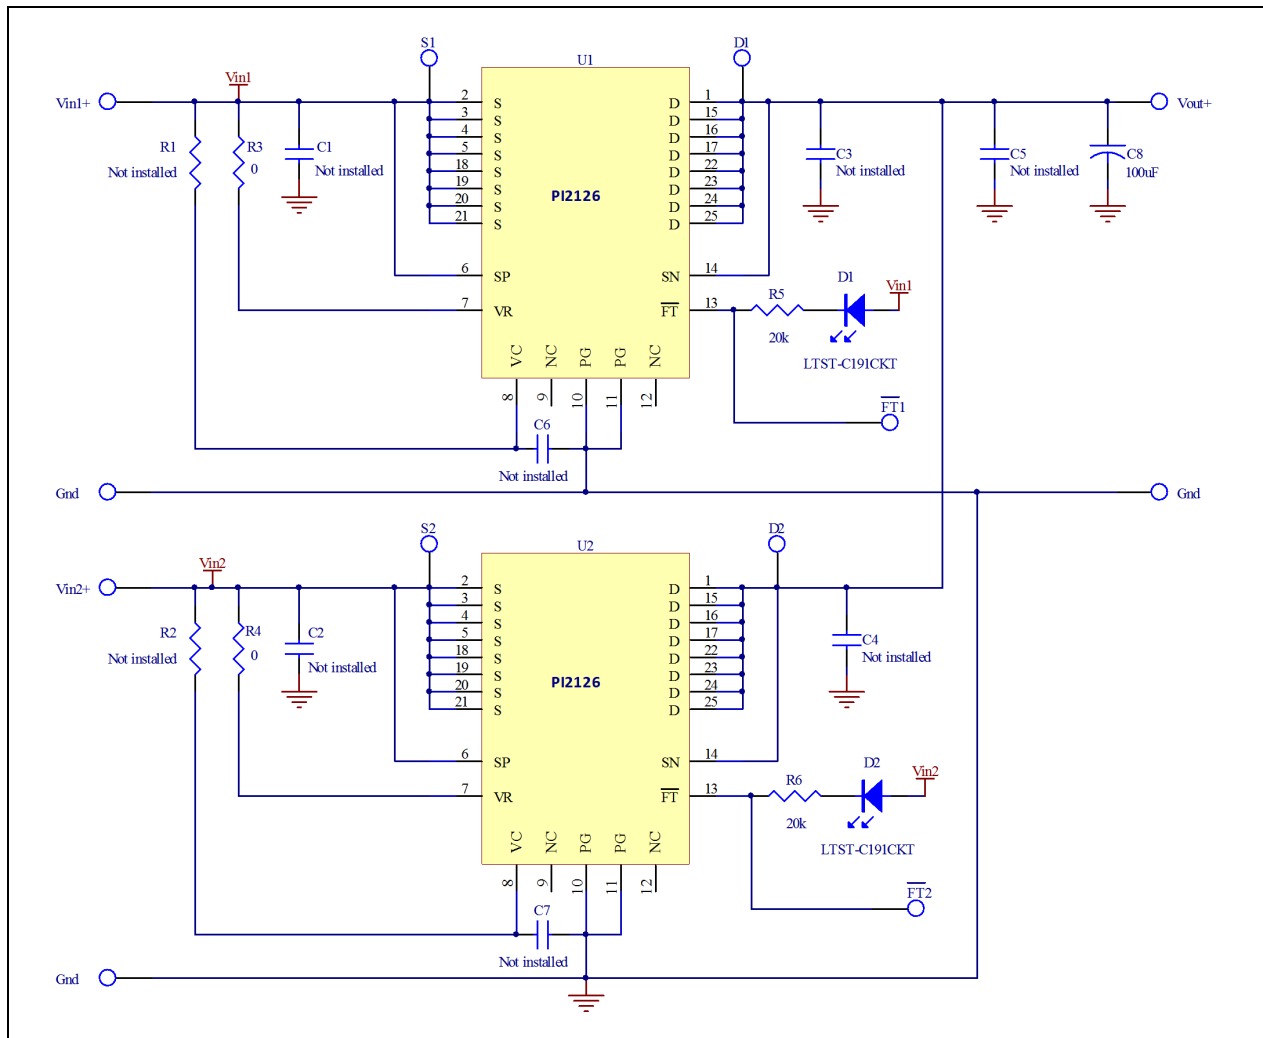 S1
U1
D1
Vin1+
Vin1
Vout+
2 S D 1
3 S D 15
4 S D 16
5 S D 17
18 S D 22
19 S D 23
20 S D 24
21 S D 25
R1
Not installed
R3
0
C1
Not installed
PI2126
C3
Not installed
C5
Not installed
C8
100uF
6 SP SN 14
7 VR FT 13
R5
20k
D1
Vin1
LTST-C191CKT
VC NC PG PG NC
8 9 10 11 12
FT1
C6
Not installed
Gnd
Gnd
S2
U2
D2
Vin2+
Vin2
2 S D 1
3 S D 15
4 S D 16
5 S D 17
18 S D 22
19 S D 23
20 S D 24
21 S D 25
R2
Not installed
R4
0
C2
Not installed
PI2126
C4
Not installed
6 SP SN 14
7 VR FT 13
R6
20k
D2
Vin2
LTST-C191CKT
VC NC PG PG NC
8 9 10 11 12
FT2
C7
Not installed
Gnd